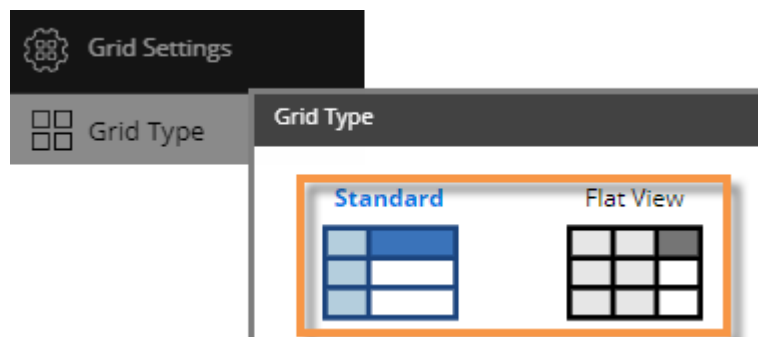 Grid Settings
Grid Type
Grid Type
Standard
Flat View